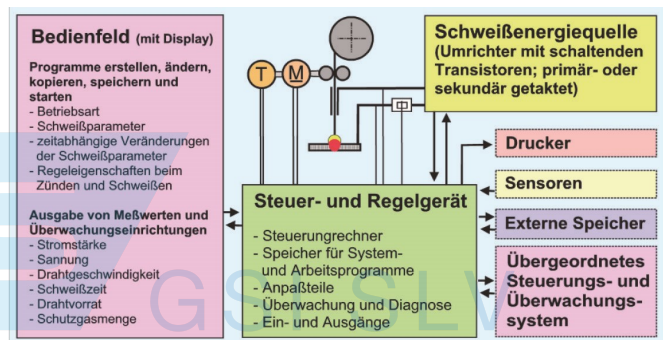 Bedienfeld (mit Display)
Programme erstellen, ändern,
kopieren, speichern und
starten
- Betriebsart
- Schweißparameter
- zeitabhängige Veränderungen
der Schweißparameter
- Regeleigenschaften beim
Zünden und Schweißen
Ausgabe von Meßwerten und
Überwachungseinrichtungen
- Stromstärke
- Sannung
- Drahtgeschwindigkeit
- Schweißzeit
- Drahtvorrat
- Schutzgasmenge
T
M
Schweißenergiequelle
(Umrichter mit schaltenden
Transistoren; primär- oder
sekundär getaktet)
Steuer- und Regelgerät
- Steuerungrechner
- Speicher für System-
und Arbeitsprogramme
- Anpaßteile
- Überwachung und Diagnose
- Ein- und Ausgänge
Drucker
Sensoren
Externe Speicher
Übergeordnetes
Steuerungs- und
Überwachungs-
system
GSI SLV